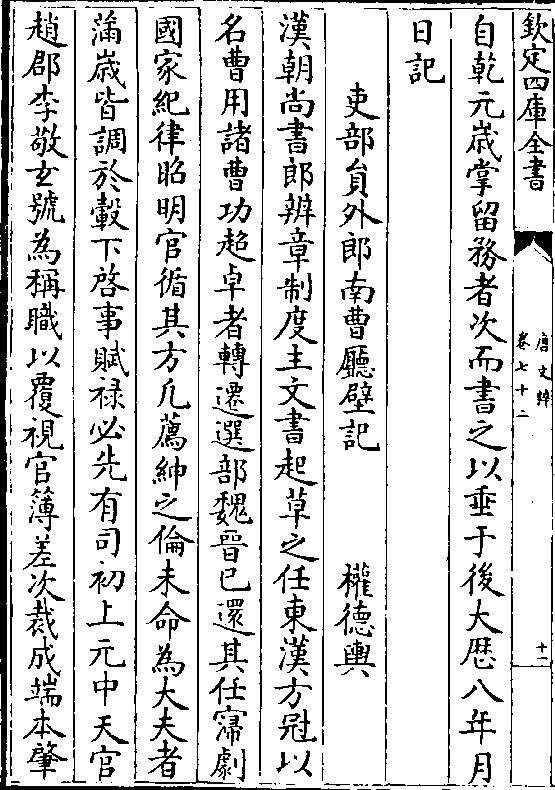 欽定四庫全書
唐文粹
卷七十二
十一
自乾元歲掌留務者次而書之以垂于後大歴八年月
日記
吏部員外郎南曹廳壁記 權德輿
漢朝尚書郎辨章制度主文書起草之任東漢方冠以
名曹用諸曹功超卓者轉遷選部魏晉已還其任寖劇
國家紀律昭明官循其方凡薦紳之倫未命為大夫者
滿歲皆調於轂下啓事賦祿必先有司初上元中天官
趙郡李敬玄號為稱職以覆視官簿差次裁成端本肇